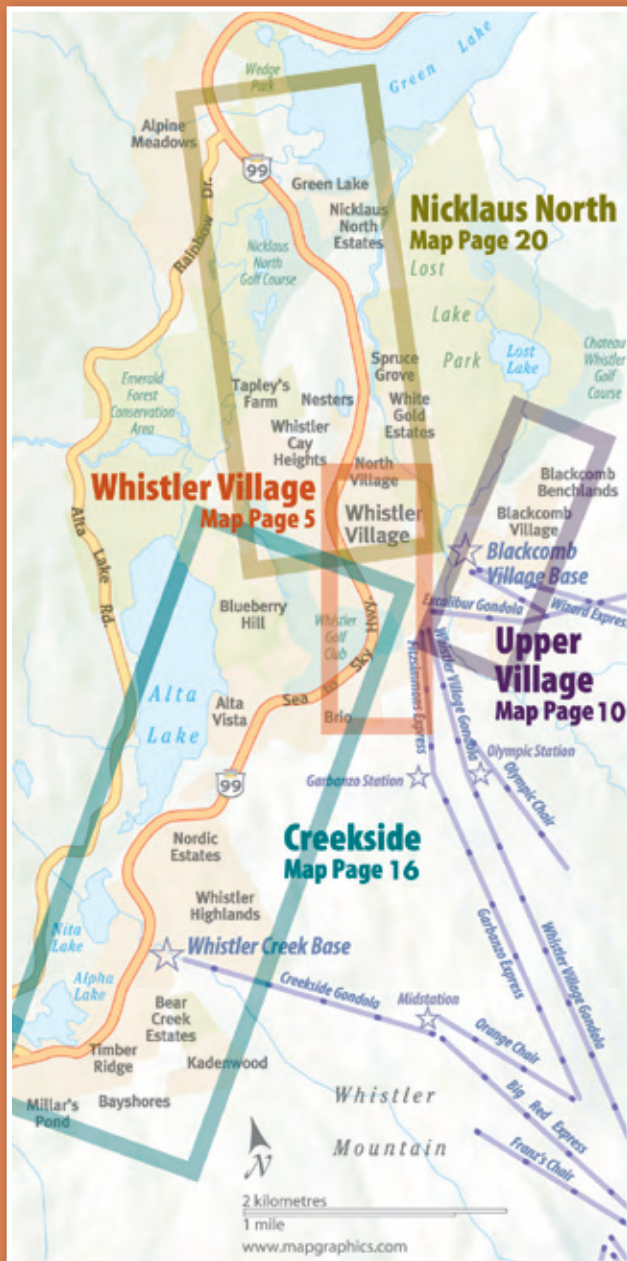 Green Lake
Wedge
Park
Alpine
Meadows
99
Rainbow Dr.
Green Lake
Nicklaus
North
Estates
Nicklaus North
Map Page 20
Nicklaus
North
Golf Course
Lost
Lake
Park
Lost
Lake
Chateau
Whistler
Golf
Course
Emerald
Forest
Conservation
Area
Tapley's
Farm
Nesters
Spruce
Grove
White
Gold
Estates
Whistler
Cay
Heights
North
Village
Whistler Village
Map Page 5
Whistler
Village
Blackcomb
Benchlands
Blackcomb
Village
Blackcomb
Village Base
Alta Lake Rd.
Excalibur Gondola
Wizard Express
Blueberry
Hill
Whistler
Golf
Club
Sea to Sky Hwy.
Fitzsimmons Express
Whistler Village Gondola
Upper
Village
Map Page 10
Alta
Lake
Alta
Vista
Brio
Olympic Station
Garbanzo Station
Olympic Chair
99
Creekside
Map Page 16
Nordic
Estates
Whistler
Highlands
Nita
Lake
Whistler Creek Base
Alpha
Lake
Creekside Gondola
Midstation
Garbanzo Express
Whistler Village Gondola
Bear
Creek
Estates
Orange Chair
Timber
Ridge
Kadenwood
Big Red Express
Millar's
Pond
Bayshores
Whistler
Mountain
Franz's Chair
N
2 kilometres
1 mile
www.mapgraphics.com